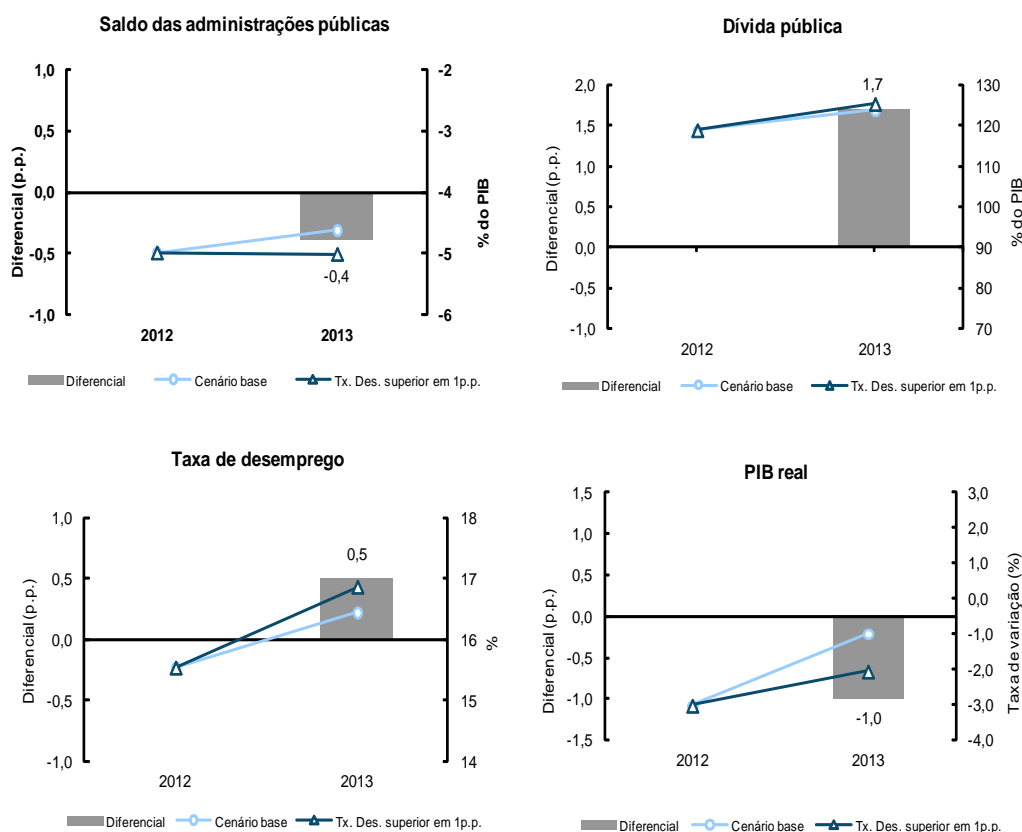 Saldo das administrações públicas
1,0
0,5
0,0
-0,5
-1,0
Diferencial (p.p.)
-2
-3
-4
-5
-6
% do PIB
-0,4
2012
2013
Diferencial
Cenário base
Tx. Des. superior em 1p.p.
Dívida pública
2,0
1,5
1,0
0,5
0,0
-0,5
-1,0
Diferencial (p.p.)
130
120
110
100
90
80
70
% do PIB
1,7
2012
2013
Diferencial
Cenário base
Tx. Des. superior em 1p.p.
Taxa de desemprego
1,0
0,5
0,0
-0,5
-1,0
Diferencial (p.p.)
18
17
16
15
14
%
0,5
2012
2013
Diferencial
Cenário base
Tx. Des. superior em 1p.p.
PIB real
1,5
1,0
0,5
0,0
-0,5
-1,0
-1,5
Diferencial (p.p.)
3,0
2,0
1,0
0,0
-1,0
-2,0
-3,0
-4,0
Taxa de variação (%)
-1,0
2012
2013
Diferencial
Cenário base
Tx. Des. superior em 1p.p.